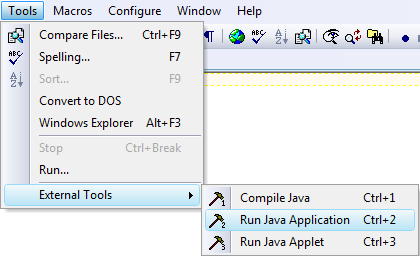 Tools Macros Configure Window Help
Compare Files... Ctrl+F9
Spelling... F7
Sort... F9
Convert to DOS
Windows Explorer Alt+F3
Stop Ctrl+Break
Run...
External Tools
Compile Java Ctrl+1
Run Java Application Ctrl+2
Run Java Applet Ctrl+3